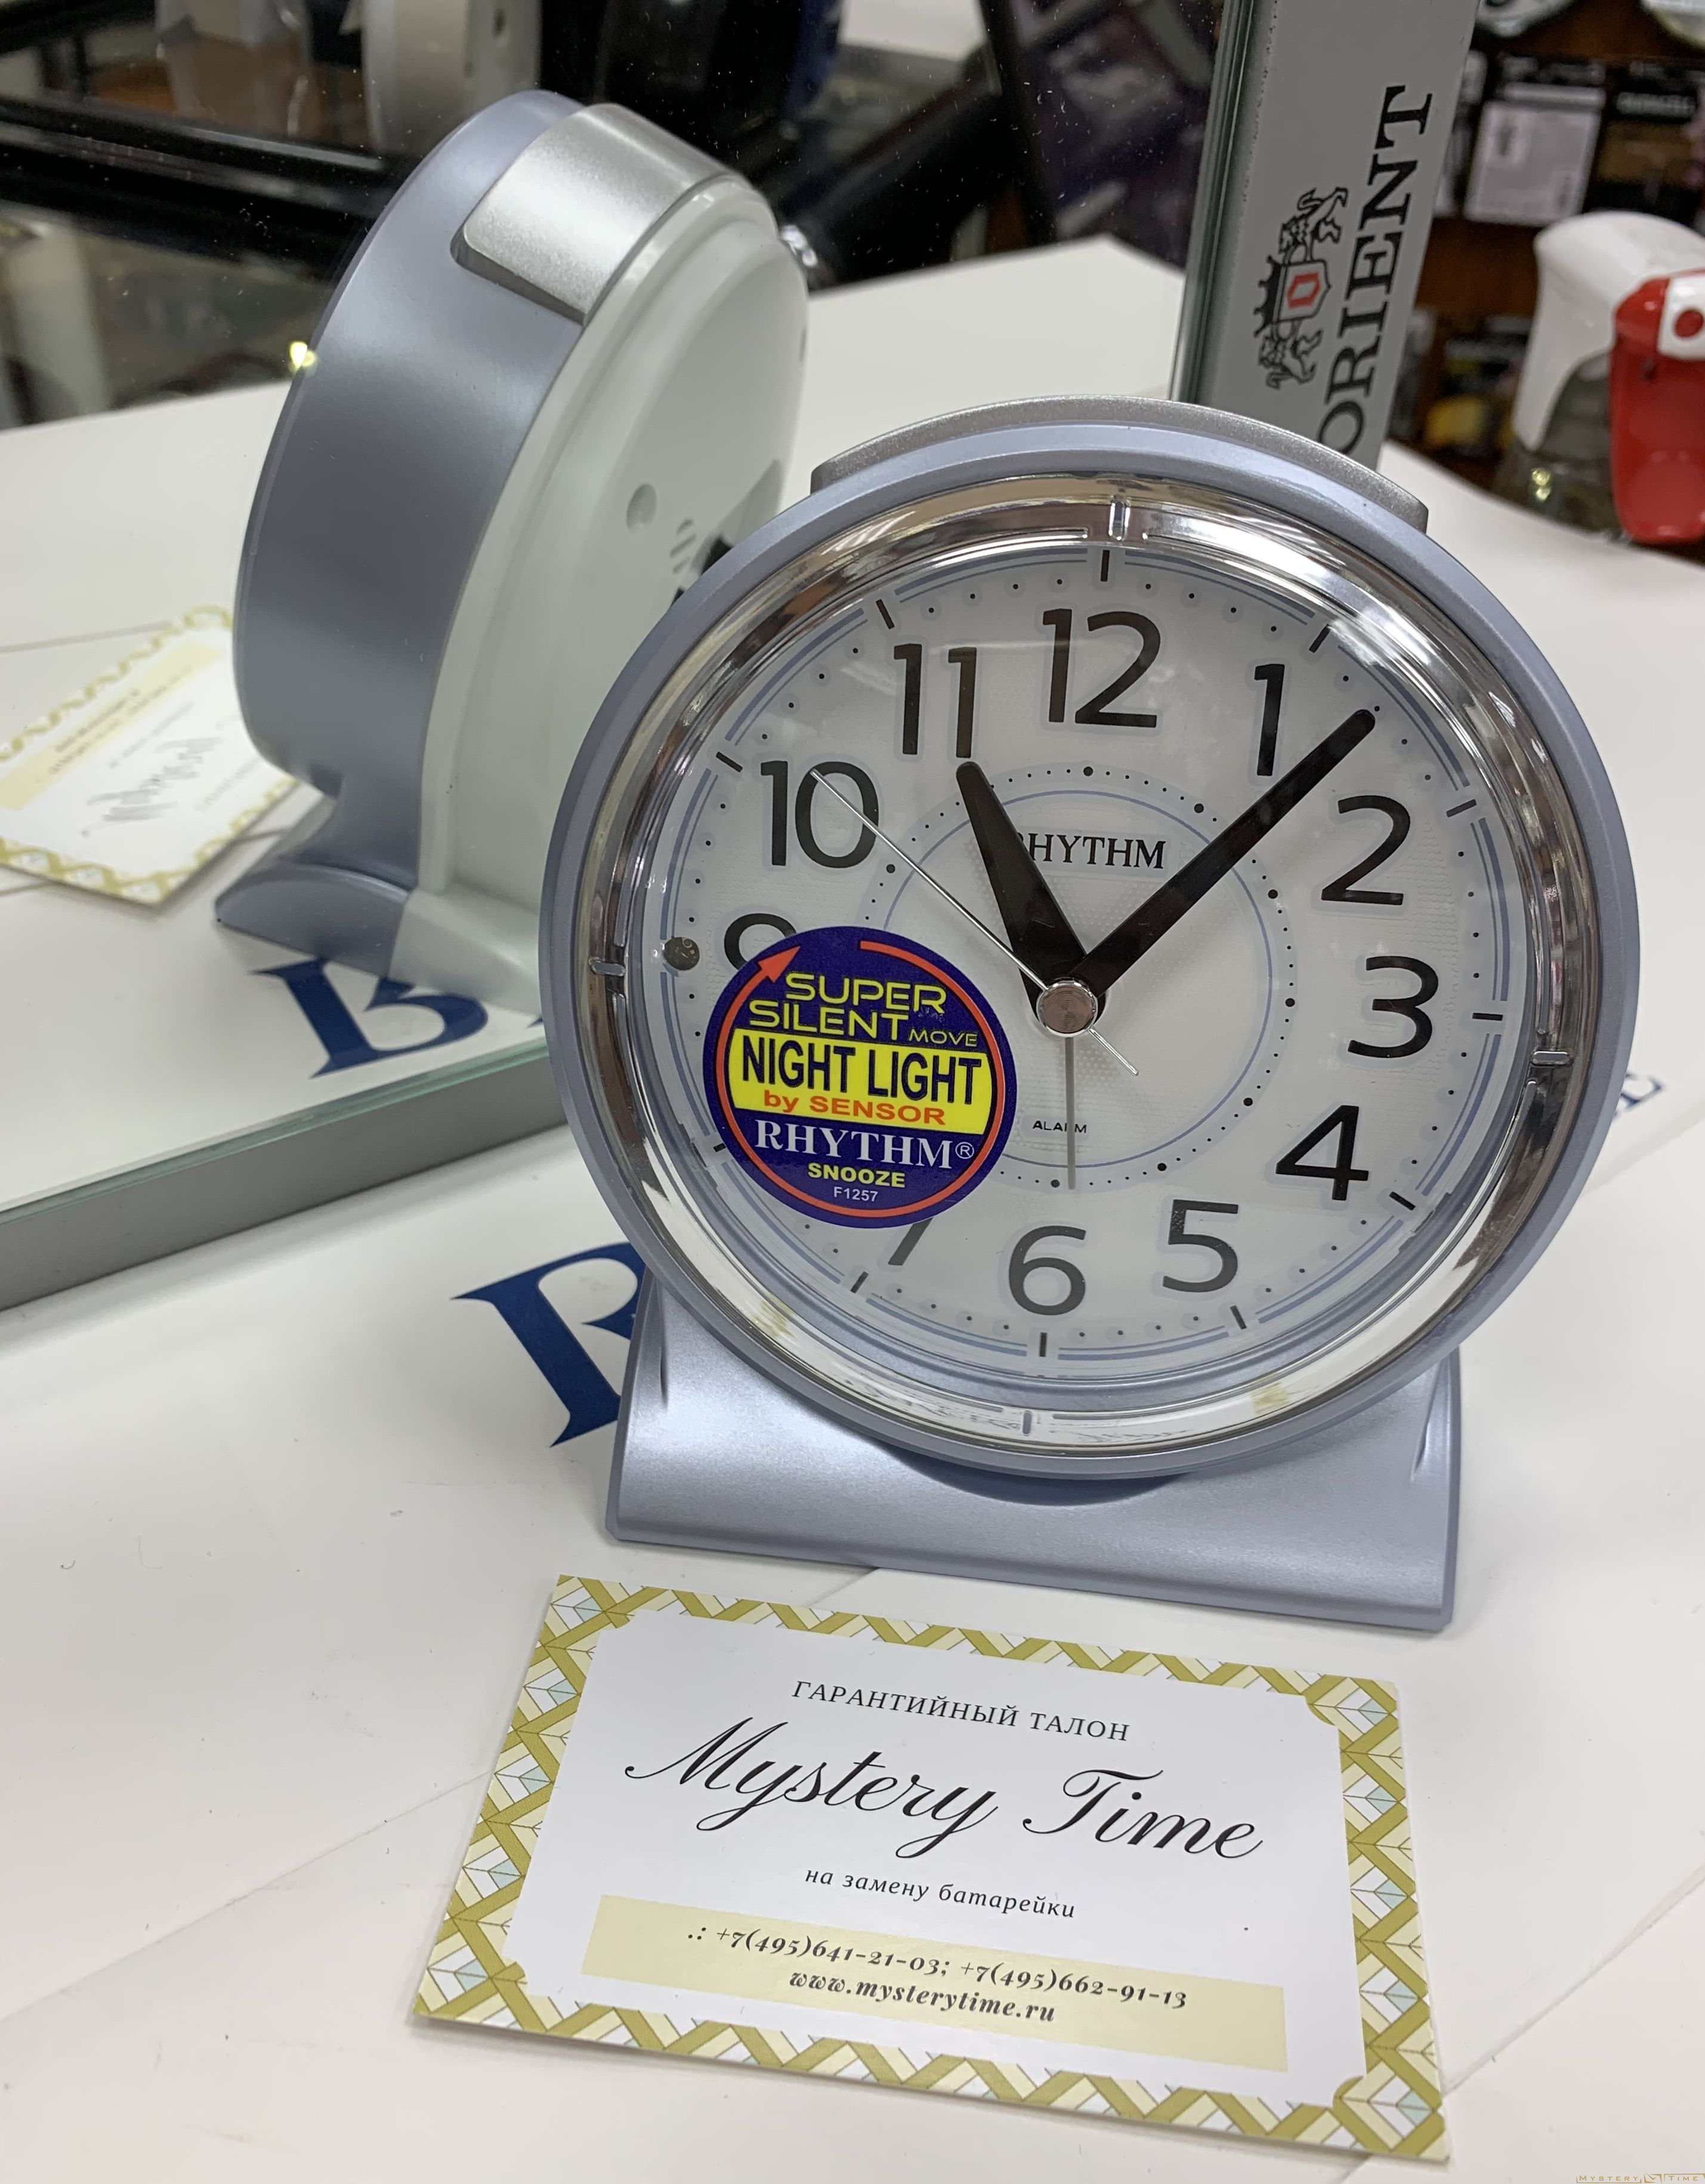 ORIENT
12
11
1
10
2
RHYTHM
3
SUPER
SILENT MOVE
NIGHT LIGHT
by SENSOR
RHYTHM®
SNOOZE
F1257
ALARM
4
5
6
7
ГАРАНТИЙНЫЙ ТАЛОН
Mystery Time
на замену батарейки
.: +7(495)641-21-03; +7(495)662-91-13
www.mysterytime.ru
MYSTERY TIME